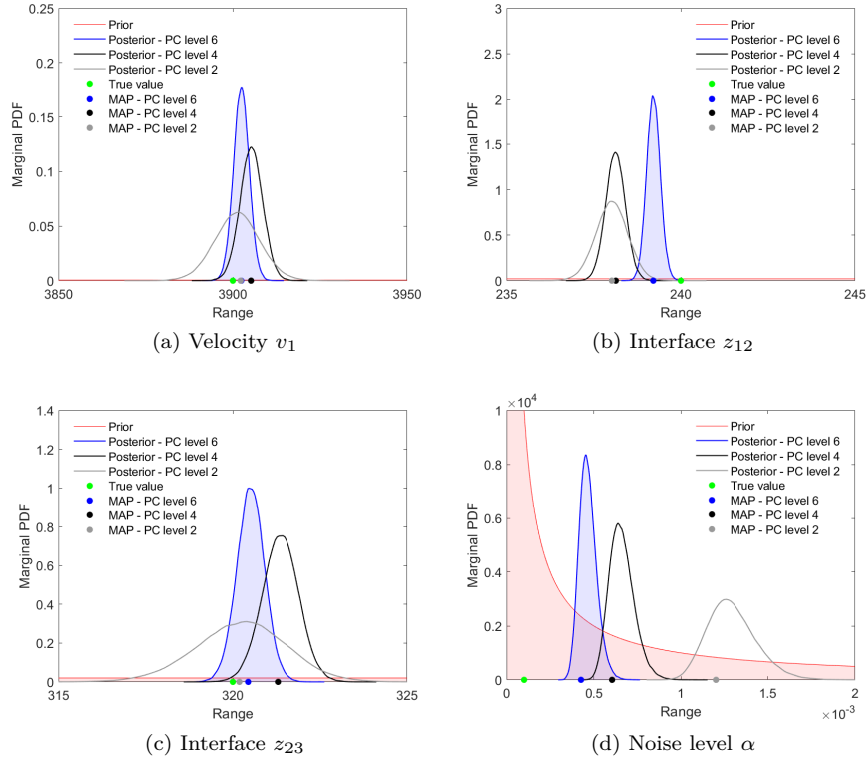 0.25
0.2
0.15
0.1
0.05
0
Marginal PDF
Prior
Posterior - PC level 6
Posterior - PC level 4
Posterior - PC level 2
True value
MAP - PC level 6
MAP - PC level 4
MAP - PC level 2
3850
3900
3950
Range
(a) Velocity v₁
3
2.5
2
1.5
1
0.5
0
Marginal PDF
Prior
Posterior - PC level 6
Posterior - PC level 4
Posterior - PC level 2
True value
MAP - PC level 6
MAP - PC level 4
MAP - PC level 2
235
240
245
Range
(b) Interface z₁₂
1.4
1.2
1
0.8
0.6
0.4
0.2
0
Marginal PDF
Prior
Posterior - PC level 6
Posterior - PC level 4
Posterior - PC level 2
True value
MAP - PC level 6
MAP - PC level 4
MAP - PC level 2
315
320
325
Range
(c) Interface z₂₃
×10⁴
1
0.8
0.6
0.4
0.2
0
Marginal PDF
Prior
Posterior - PC level 6
Posterior - PC level 4
Posterior - PC level 2
True value
MAP - PC level 6
MAP - PC level 4
MAP - PC level 2
0
0.5
1
1.5
2
Range
×10⁻³
(d) Noise level α